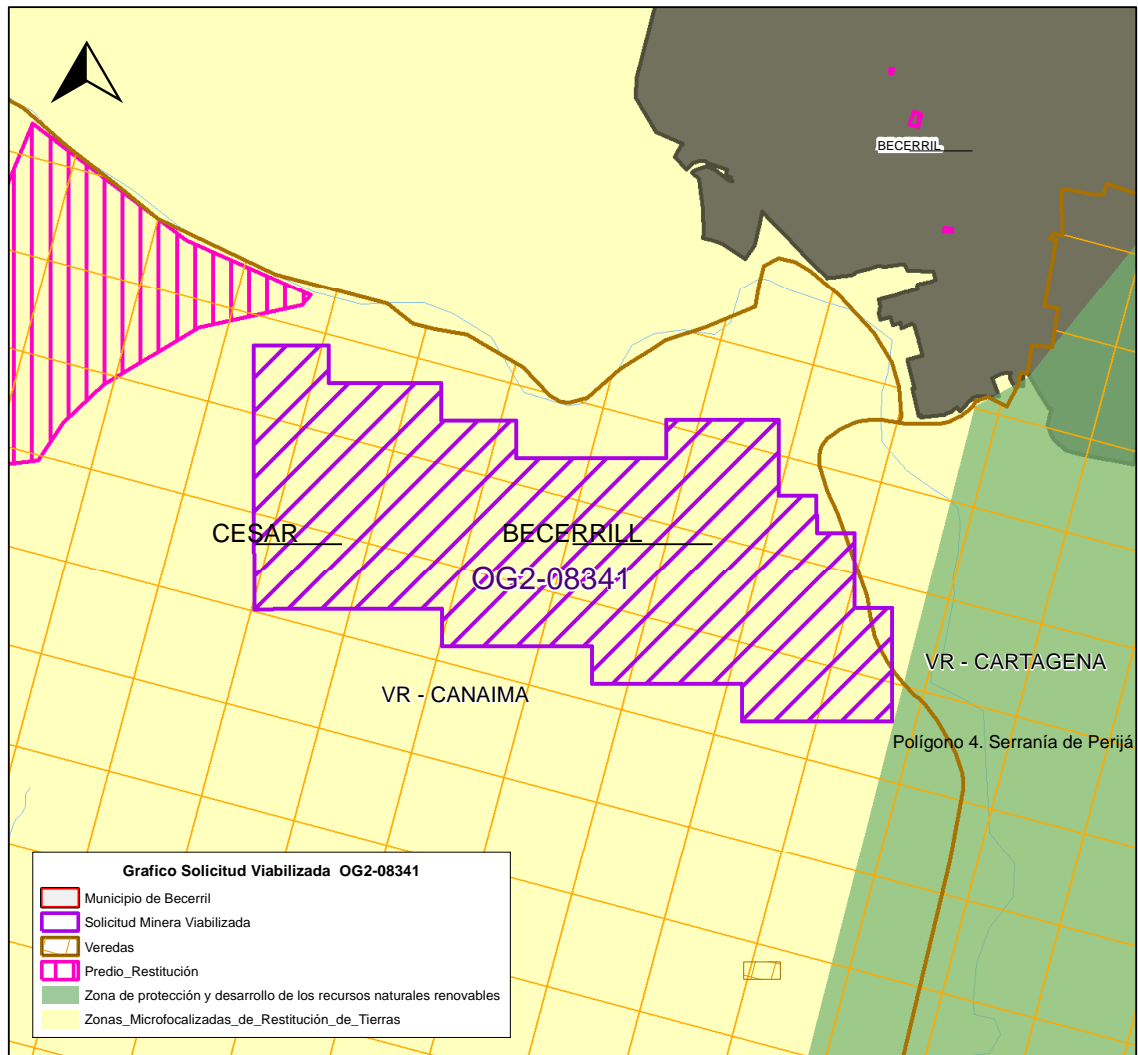 BECERRIL
CESAR
BECERRILL
OG2-08341
VR - CARTAGENA
VR - CANAIMA
Polígono 4. Serranía de Perijá
Grafico Solicitud Viabilizada OG2-08341
Municipio de Becerril
Solicitud Minera Viabilizada
Veredas
Predio_Restitución
Zona de protección y desarrollo de los recursos naturales renovables
Zonas_Microfocalizadas_de_Restitución_de_Tierras